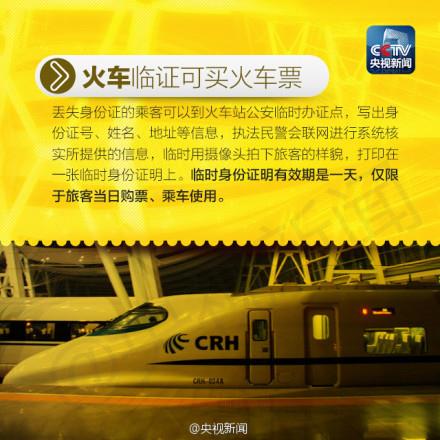 CCTV
央视新闻
火车临证可买火车票
丢失身份证的乘客可以到火车站公安临时办证点，写出身
份证号、姓名、地址等信息，执法民警会联网进行系统核
实所提供的信息，临时用摄像头拍下旅客的样貌，打印在
一张临时身份证明上。临时身份证明有效期是一天，仅限
于旅客当日购票、乘车使用。
CRH
@央视新闻